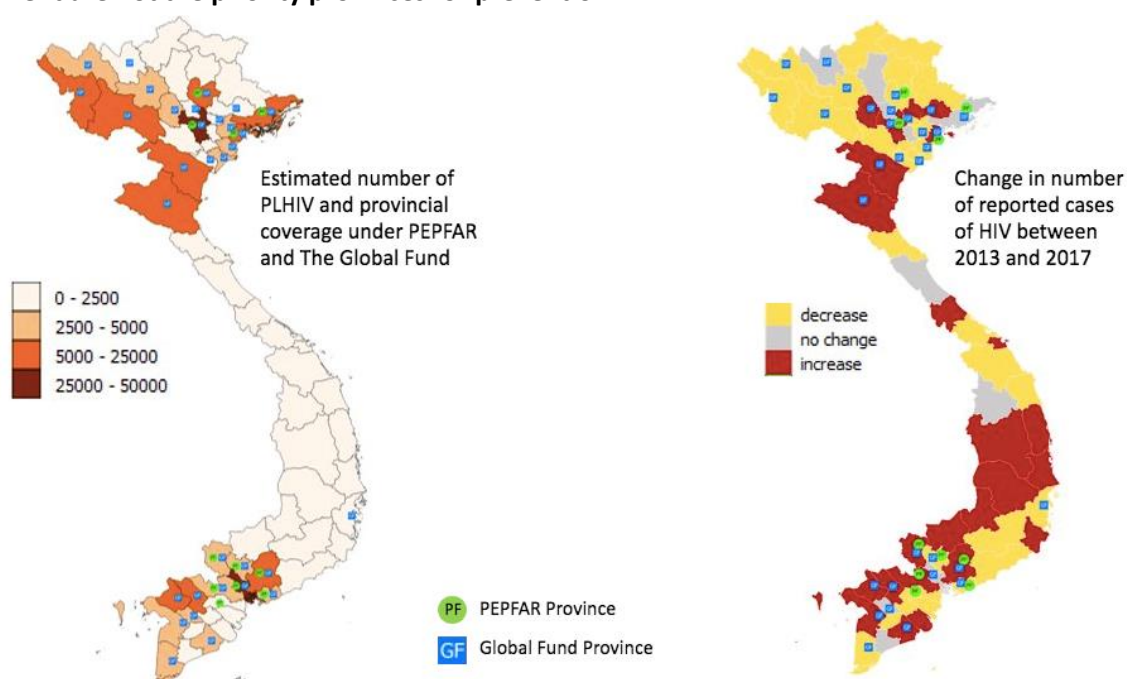 Estimated number of
PLHIV and provincial
coverage under PEPFAR
and The Global Fund
0 - 2500
2500 - 5000
5000 - 25000
25000 - 50000
PF PEPFAR Province
GF Global Fund Province
Change in number
of reported cases
of HIV between
2013 and 2017
decrease
no change
increase